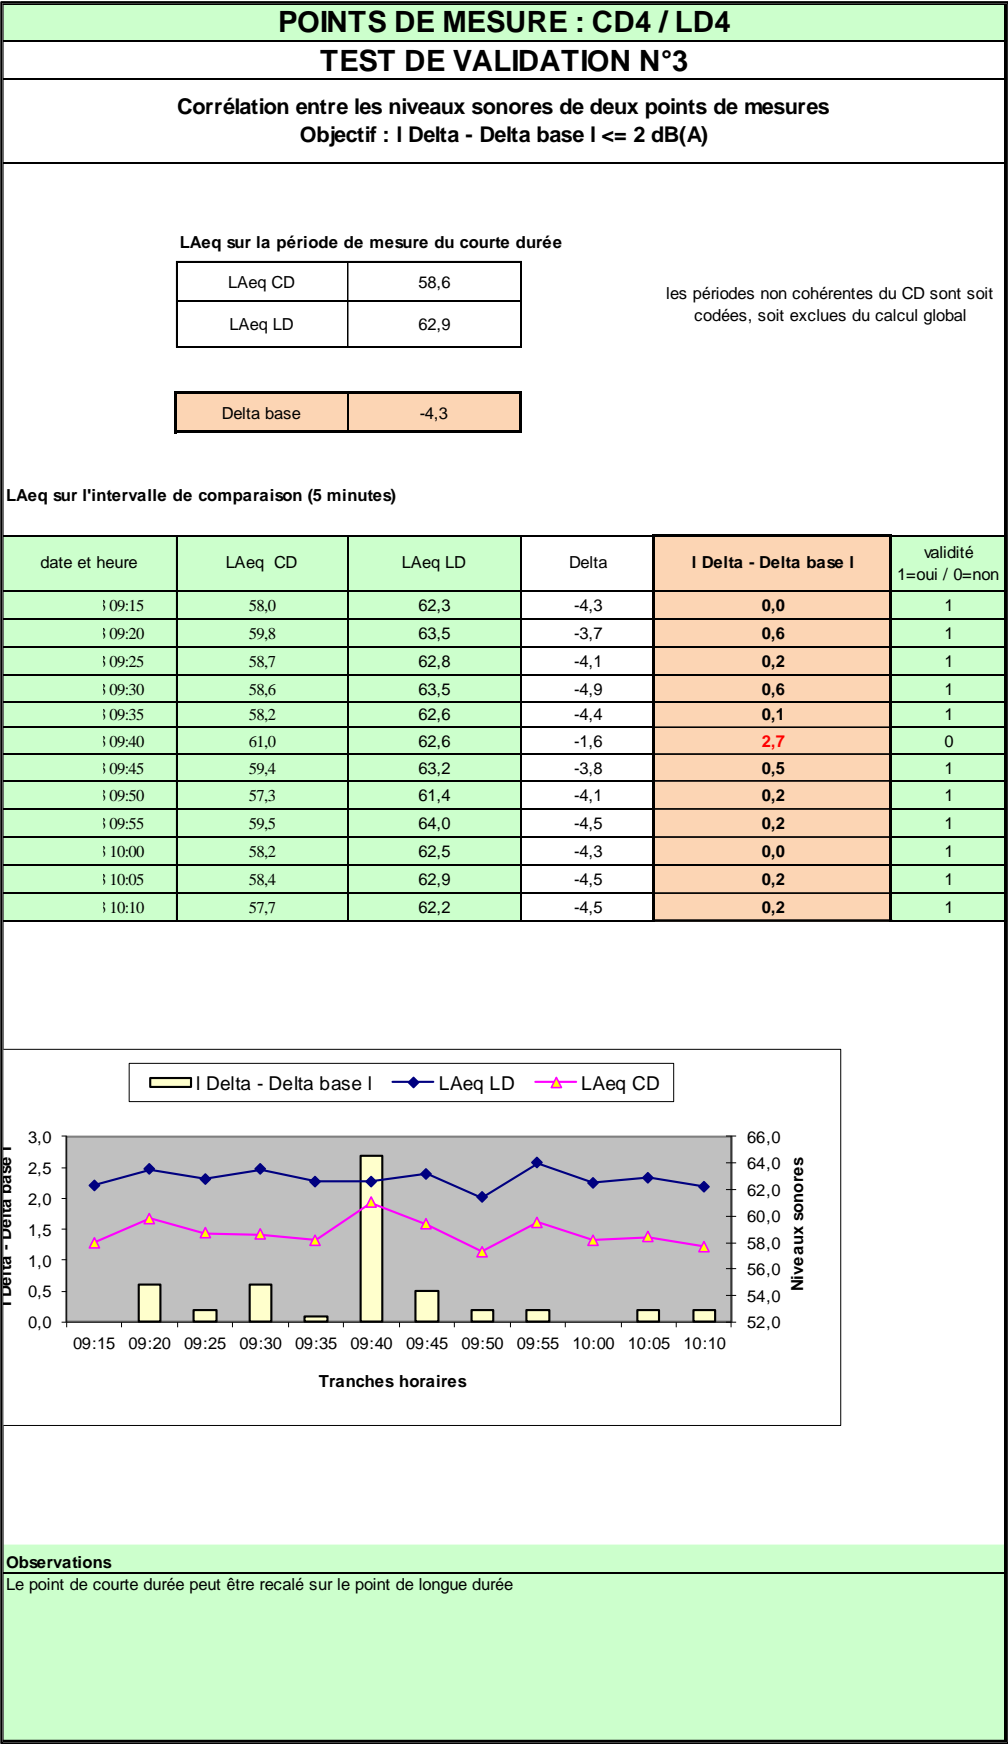 POINTS DE MESURE : CD4 / LD4
TEST DE VALIDATION N°3
Corrélation entre les niveaux sonores de deux points de mesures
Objectif : l Delta - Delta base l <= 2 dB(A)
LAeq sur la période de mesure du courte durée
LAeq CD 58,6
LAeq LD 62,9
les périodes non cohérentes du CD sont soit
codées, soit exclues du calcul global
Delta base -4,3
LAeq sur l'intervalle de comparaison (5 minutes)
date et heure LAeq CD LAeq LD Delta l Delta - Delta base l validité
1=oui / 0=non
09:15 58,0 62,3 -4,3 0,0 1
09:20 59,8 63,5 -3,7 0,6 1
09:25 58,7 62,8 -4,1 0,2 1
09:30 58,6 63,5 -4,9 0,6 1
09:35 58,2 62,6 -4,4 0,1 1
09:40 61,0 62,6 -1,6 2,7 0
09:45 59,4 63,2 -3,8 0,5 1
09:50 57,3 61,4 -4,1 0,2 1
09:55 59,5 64,0 -4,5 0,2 1
10:00 58,2 62,5 -4,3 0,0 1
10:05 58,4 62,9 -4,5 0,2 1
10:10 57,7 62,2 -4,5 0,2 1
l Delta - Delta base l LAeq LD LAeq CD
l Delta - Delta base l
3,0
2,5
2,0
1,5
1,0
0,5
0,0
66,0
64,0
62,0
60,0
58,0
56,0
54,0
52,0
Niveaux sonores
09:15 09:20 09:25 09:30 09:35 09:40 09:45 09:50 09:55 10:00 10:05 10:10
Tranches horaires
Observations
Le point de courte durée peut être recalé sur le point de longue durée